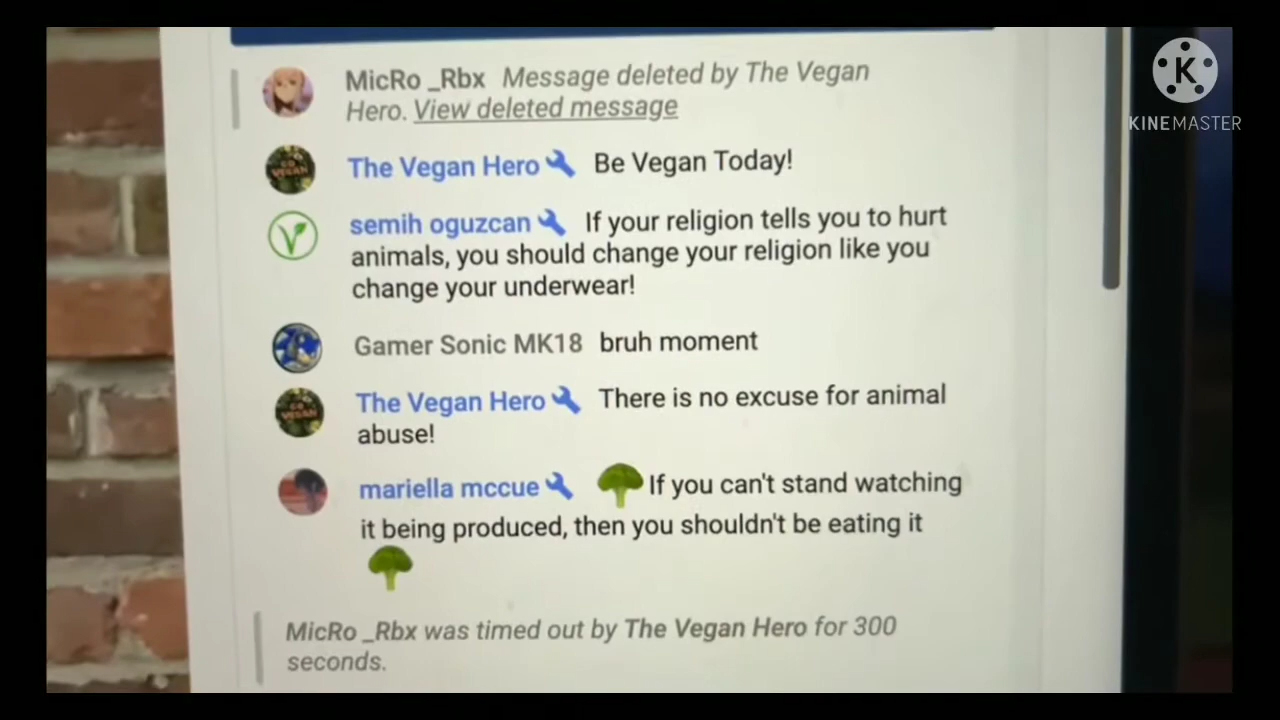 MicRo _Rbx Message deleted by The Vegan
Hero. View deleted message
K
KINEMASTER
GO
VEGAN
The Vegan Hero Be Vegan Today!
semih oguzcan If your religion tells you to hurt
animals, you should change your religion like you
change your underwear!
Gamer Sonic MK18 bruh moment
GO
VEGAN
The Vegan Hero There is no excuse for animal
abuse!
mariella mccue 🥦If you can't stand watching
it being produced, then you shouldn't be eating it
🥦
MicRo _Rbx was timed out by The Vegan Hero for 300
seconds.